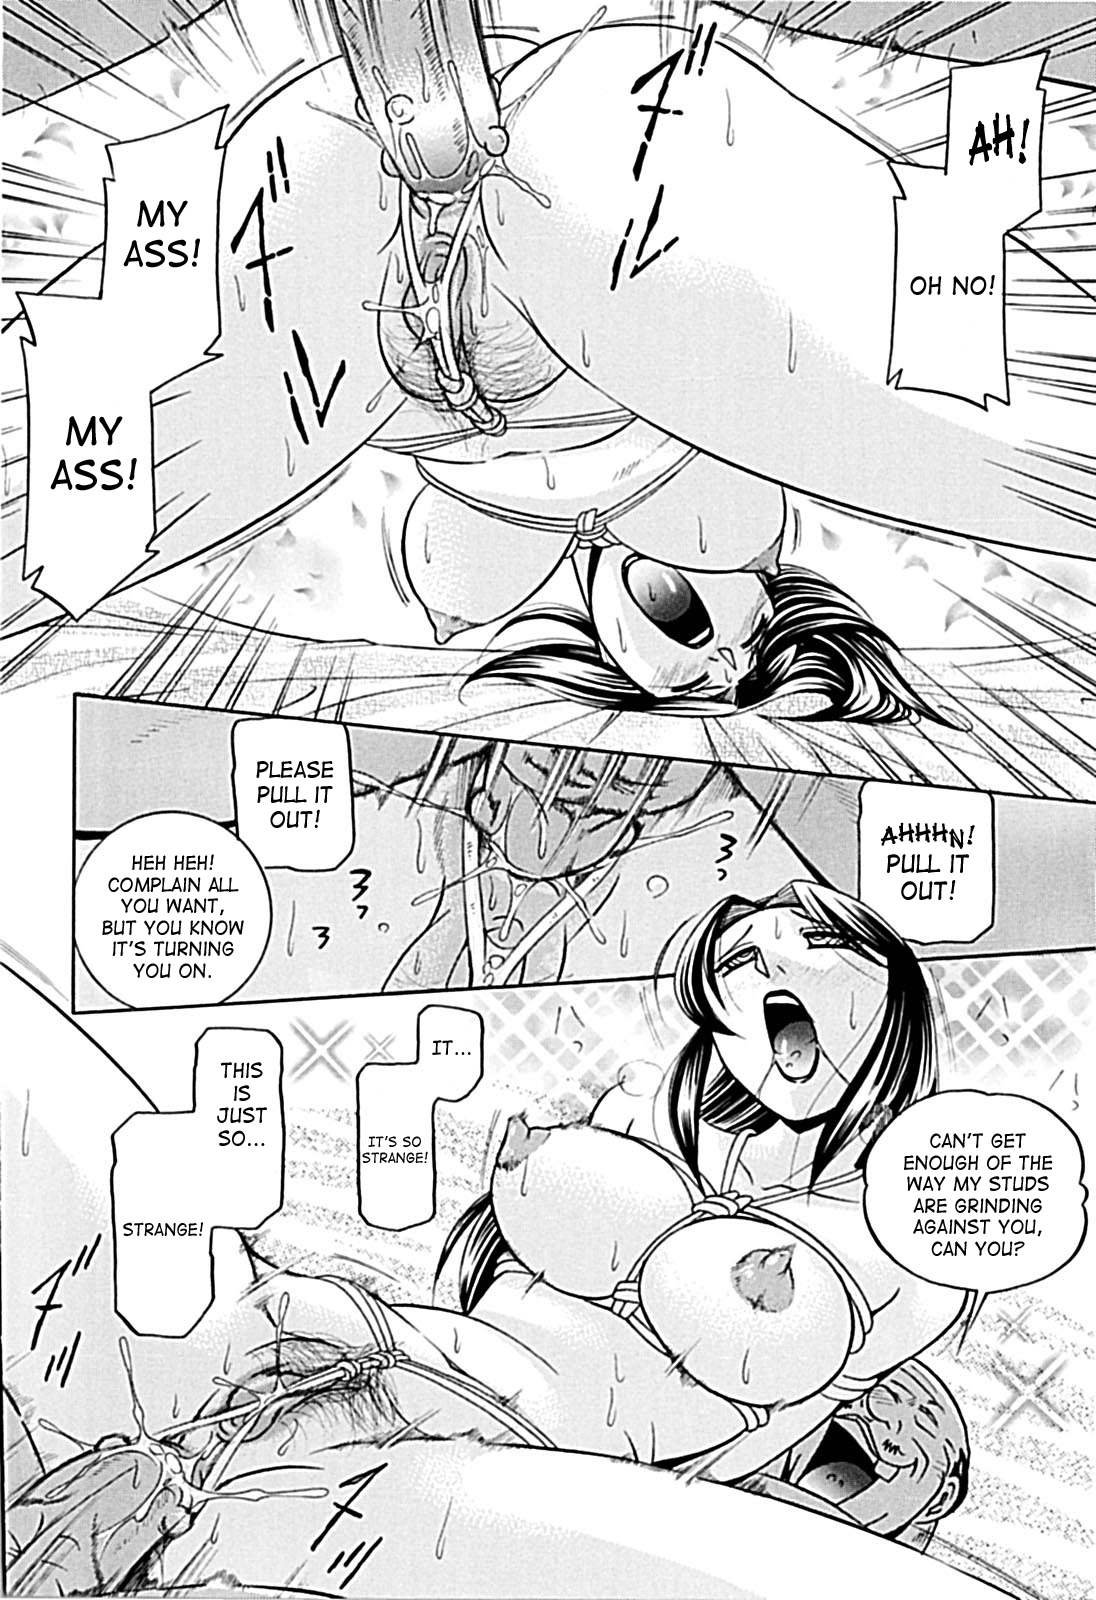 AH!
OH NO!
MY
ASS!
MY
ASS!
AHHHN!
PULL IT
OUT!
PLEASE
PULL IT
OUT!
HEH HEH!
COMPLAIN ALL
YOU WANT,
BUT YOU KNOW
IT'S TURNING
YOU ON.
CAN'T GET
ENOUGH OF THE
WAY MY STUDS
ARE GRINDING
AGAINST YOU,
CAN YOU?
IT...
IT'S SO
STRANGE!
THIS
IS
JUST
SO...
STRANGE!